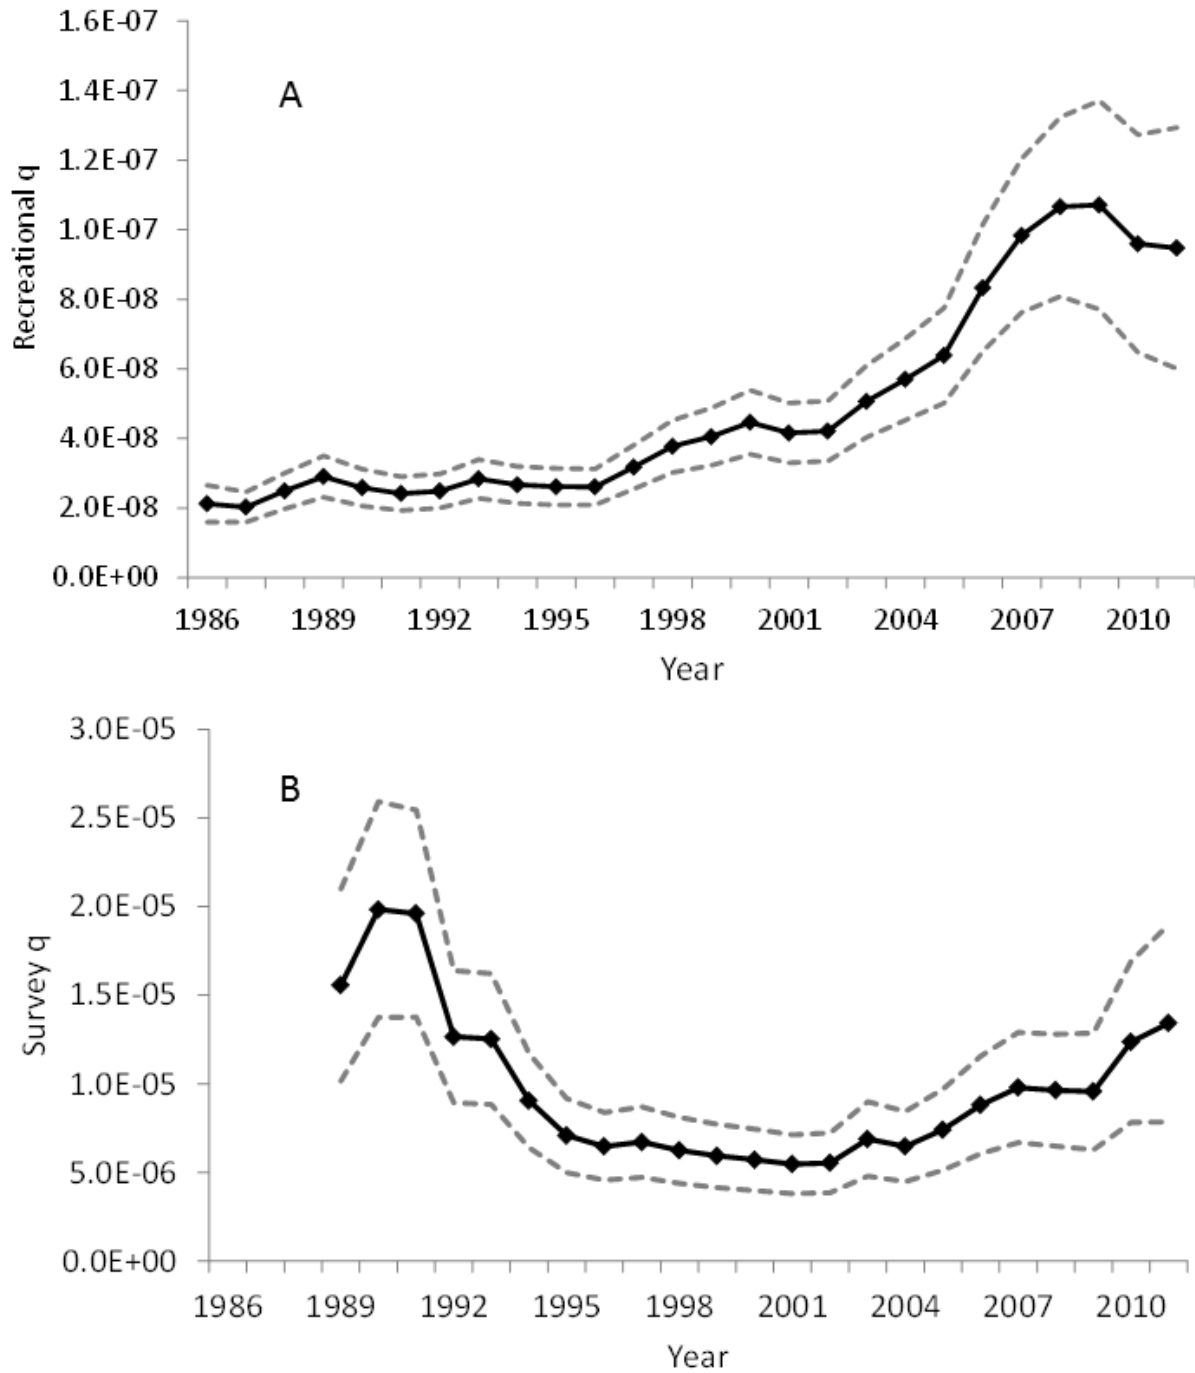 1.6E-07
1.4E-07
A
1.2E-07
1.0E-07
8.0E-08
6.0E-08
4.0E-08
2.0E-08
0.0E+00
Recreational q
1986 1989 1992 1995 1998 2001 2004 2007 2010
Year
3.0E-05
B
2.5E-05
2.0E-05
1.5E-05
1.0E-05
5.0E-06
0.0E+00
Survey q
1986 1989 1992 1995 1998 2001 2004 2007 2010
Year